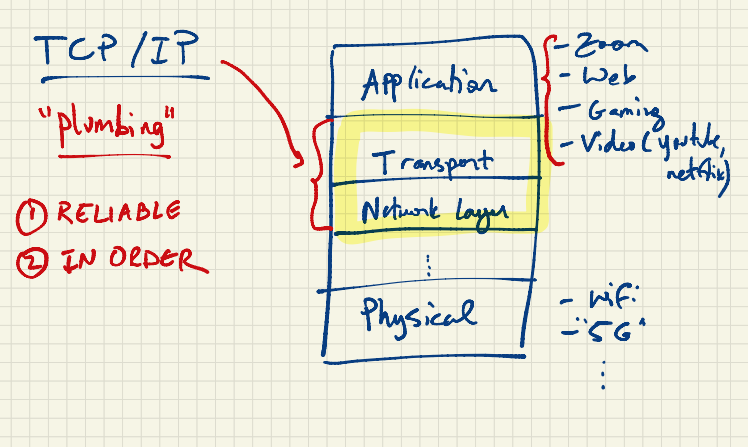 TCP/IP
"plumbing"
① RELIABLE
② IN ORDER
Application
Transport
Network Layer
Physical
- Zoom
- Web
- Gaming
- Video (youtube,
netflix)
- WiFi
- "5G"